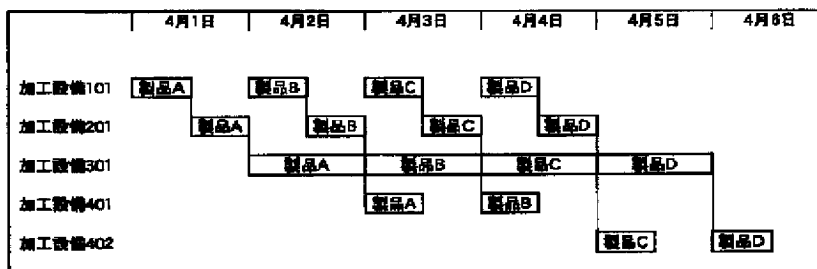 4月1日 4月2日 4月3日 4月4日 4月5日 4月6日
加工設備101 製品A 製品B 製品C 製品D
加工設備201 製品A 製品B 製品C 製品D
加工設備301 製品A 製品B 製品C 製品D
加工設備401 製品A 製品B
加工設備402 製品C 製品D